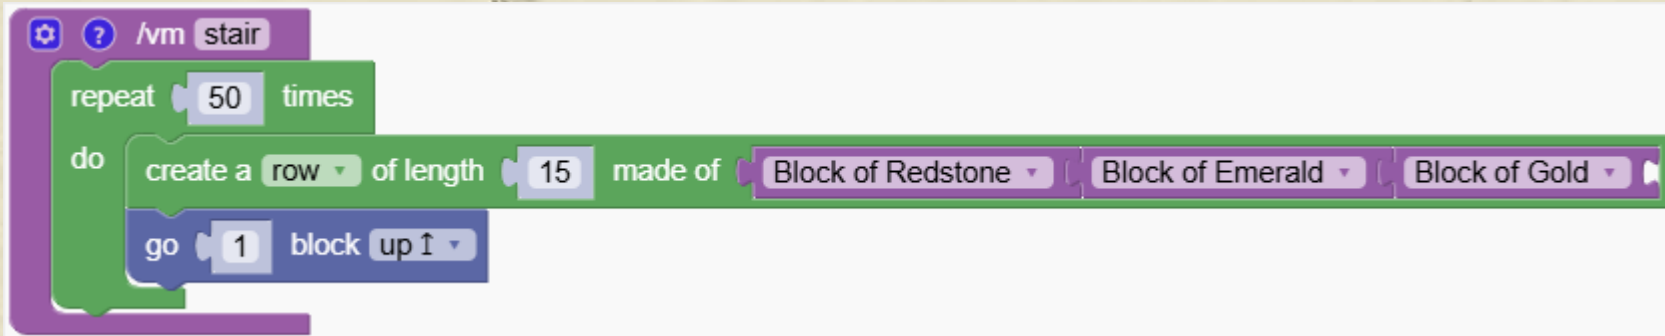 ? /vm stair
repeat 50 times
do create a row of length 15 made of Block of Redstone Block of Emerald Block of Gold
go 1 block up ↥